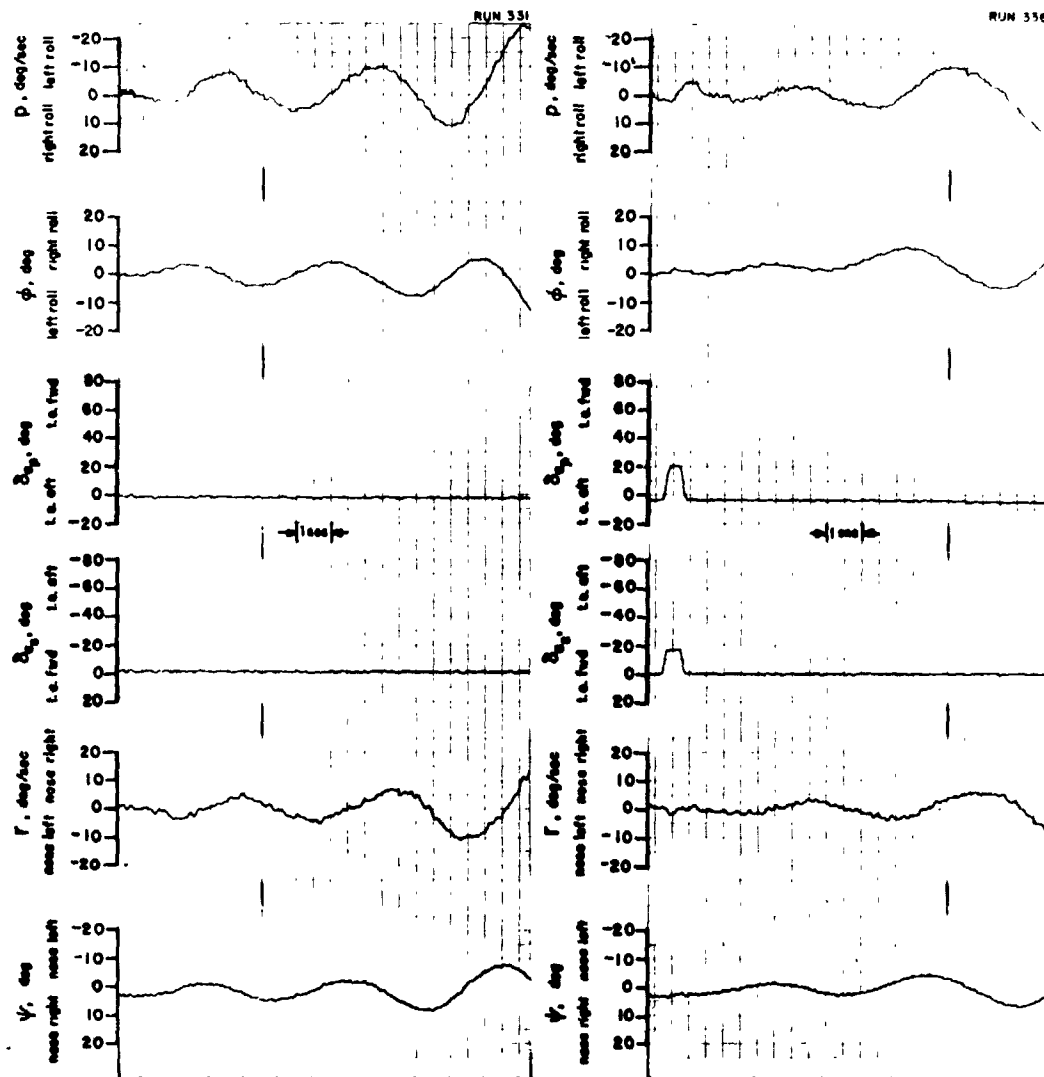 RUN 331
p, deg/sec
right roll left roll
-20
-10
0
10
20
φ, deg
left roll right roll
20
10
0
-10
-20
δap, deg
t.e. aft t.e. fwd
80
60
40
20
0
-20
1 sec
δas, deg
t.e. fwd t.e. aft
-80
-60
-40
-20
0
20
r, deg/sec
nose left nose right
20
10
0
-10
-20
ψ, deg
nose right nose left
-20
-10
0
10
20
RUN 336
p, deg/sec
right roll left roll
-20
-10
0
10
20
φ, deg
left roll right roll
20
10
0
-10
-20
δap, deg
t.e. aft t.e. fwd
80
60
40
20
0
-20
1 sec
δas, deg
t.e. fwd t.e. aft
-80
-60
-40
-20
0
20
r, deg/sec
nose left nose right
20
10
0
-10
-20
ψ, deg
nose right nose left
-20
-10
0
10
20